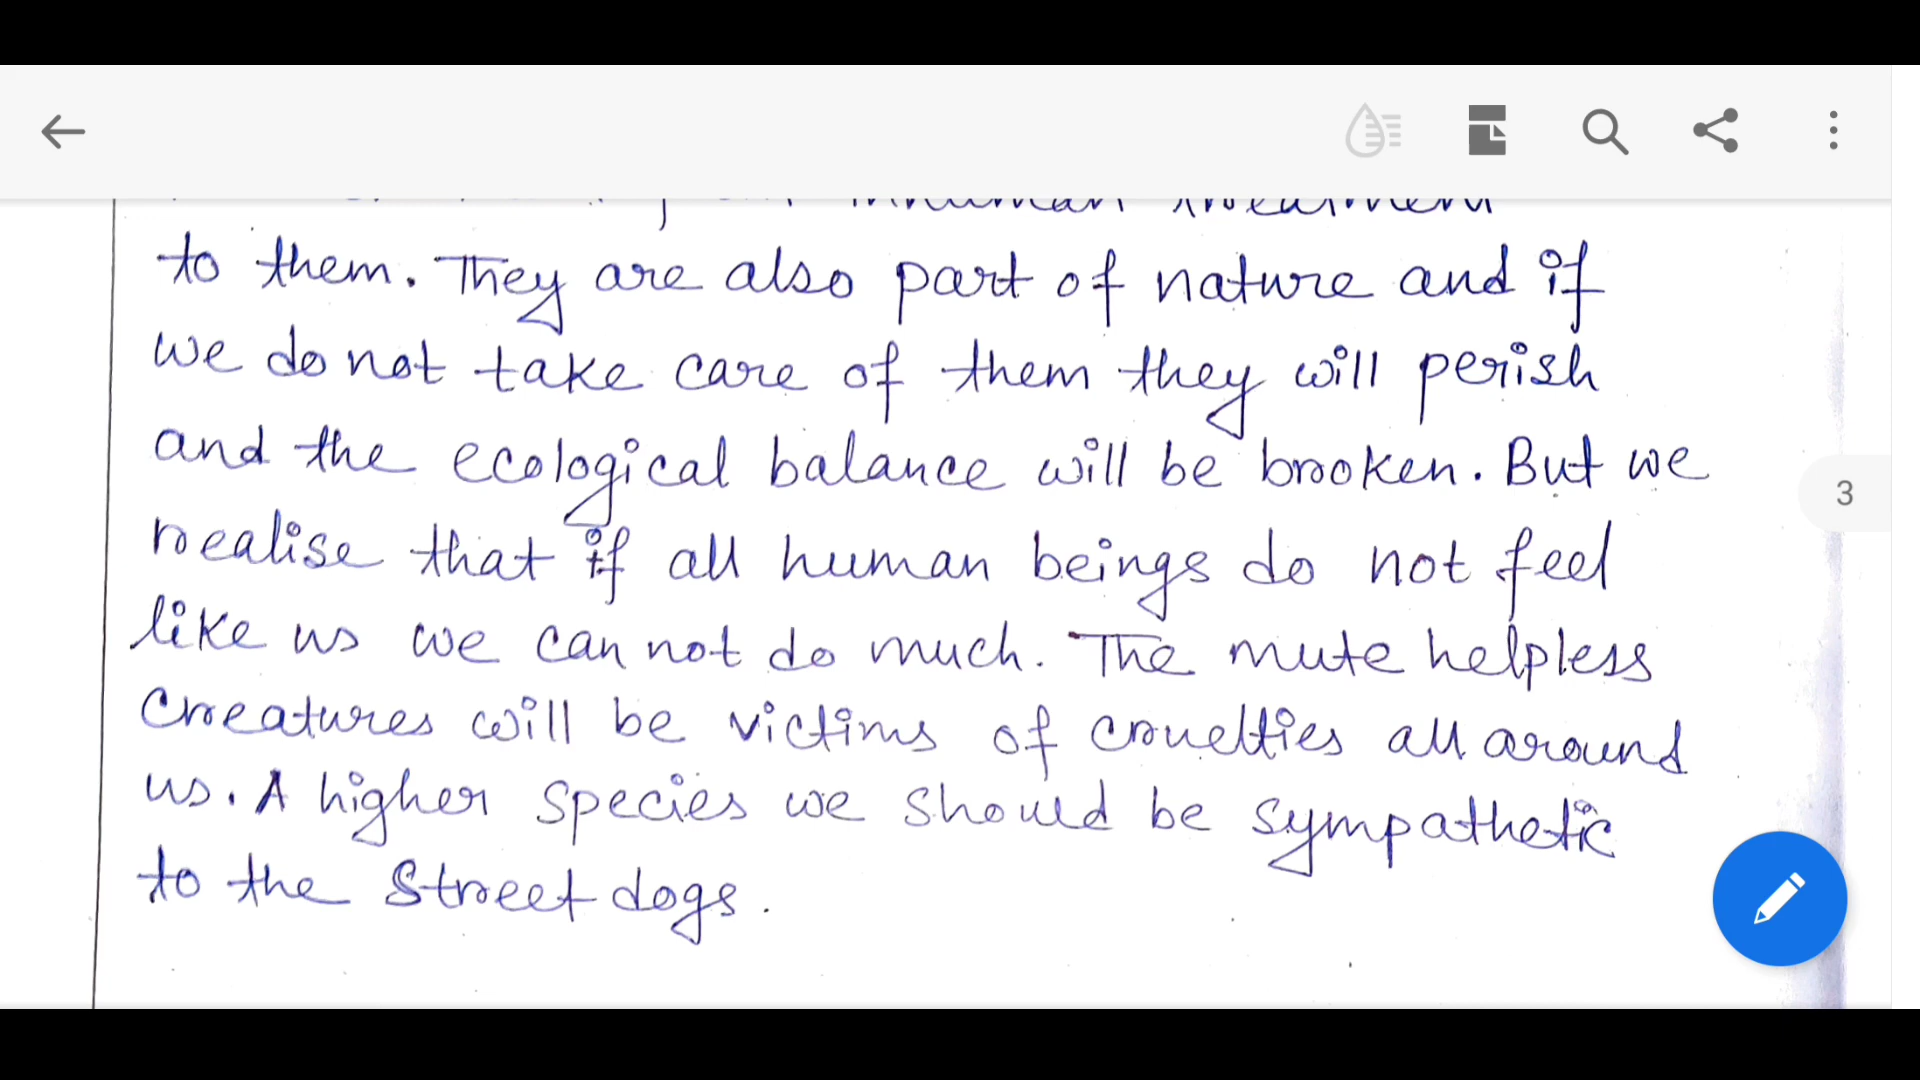 inhuman treatment
to them. They are also part of nature and if
we do not take care of them they will perish
and the ecological balance will be broken. But we
realise that if all human beings do not feel
like us we can not do much. The mute helpless
Creatures will be victims of cruelties all around
us. A higher species we should be sympathetic
to the Street dogs.
3